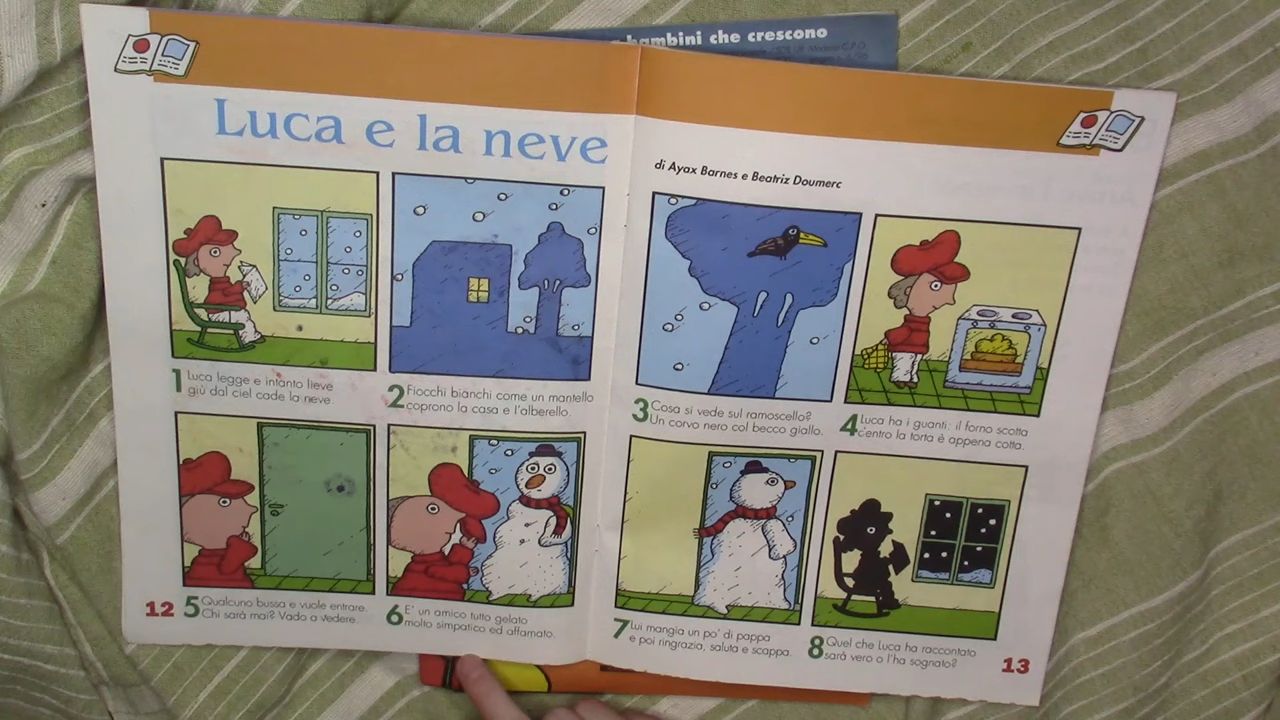 bambini che crescono
Luca e la neve
di Ayax Barnes e Beatriz Doumerc
1 Luca legge e intanto lieve
giù dal ciel cade la neve.
2 Fiocchi bianchi come un mantello
coprono la casa e l'alberello.
3 Cosa si vede sul ramoscello?
Un corvo nero col becco giallo.
4 Luca ha i guanti: il forno scotta
c'entro la torta è appena cotta.
5 Qualcuno bussa e vuole entrare.
Chi sarà mai? Vado a vedere.
6 E' un amico tutto gelato
molto simpatico ed affamato.
7 Lui mangia un po' di pappa
e poi ringrazia, saluta e scappa.
8 Quel che Luca ha raccontato
sarà vero o l'ha sognato?
12
13